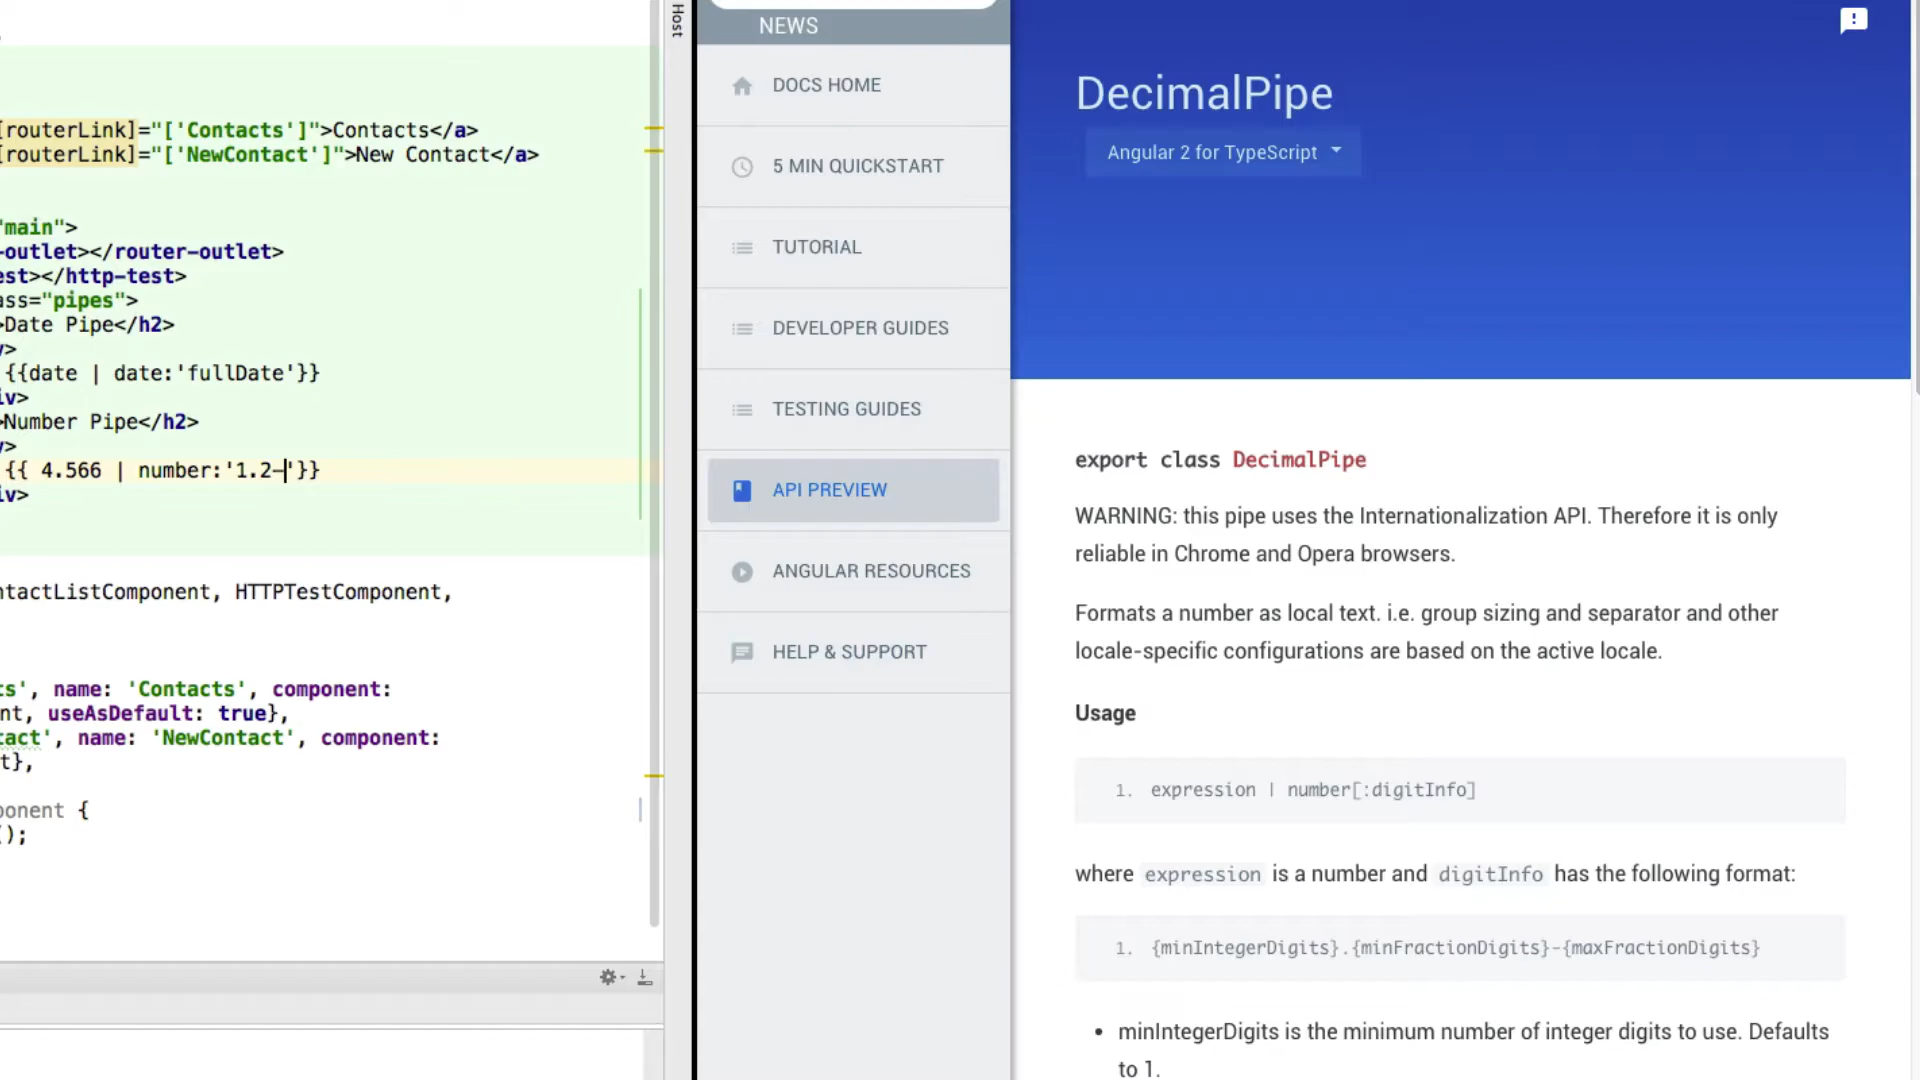 [routerLink]="['Contacts']">Contacts</a>
[routerLink]="['NewContact']">New Contact</a>
"main">
-outlet></router-outlet>
est></http-test>
ass="pipes">
>Date Pipe</h2>
v>
{{date | date:'fullDate'}}
iv>
>Number Pipe</h2>
v>
{{ 4.566 | number:'1.2-'}}
iv>
ntactListComponent, HTTPTestComponent,
ts', name: 'Contacts', component:
nt, useAsDefault: true},
tact', name: 'NewContact', component:
t},
ponent {
();
Host
NEWS
DOCS HOME
5 MIN QUICKSTART
TUTORIAL
DEVELOPER GUIDES
TESTING GUIDES
API PREVIEW
ANGULAR RESOURCES
HELP & SUPPORT
DecimalPipe
Angular 2 for TypeScript
export class DecimalPipe
WARNING: this pipe uses the Internationalization API. Therefore it is only
reliable in Chrome and Opera browsers.
Formats a number as local text. i.e. group sizing and separator and other
locale-specific configurations are based on the active locale.
Usage
1. expression | number[:digitInfo]
where expression is a number and digitInfo has the following format:
1. {minIntegerDigits}.{minFractionDigits}-{maxFractionDigits}
• minIntegerDigits is the minimum number of integer digits to use. Defaults
to 1.